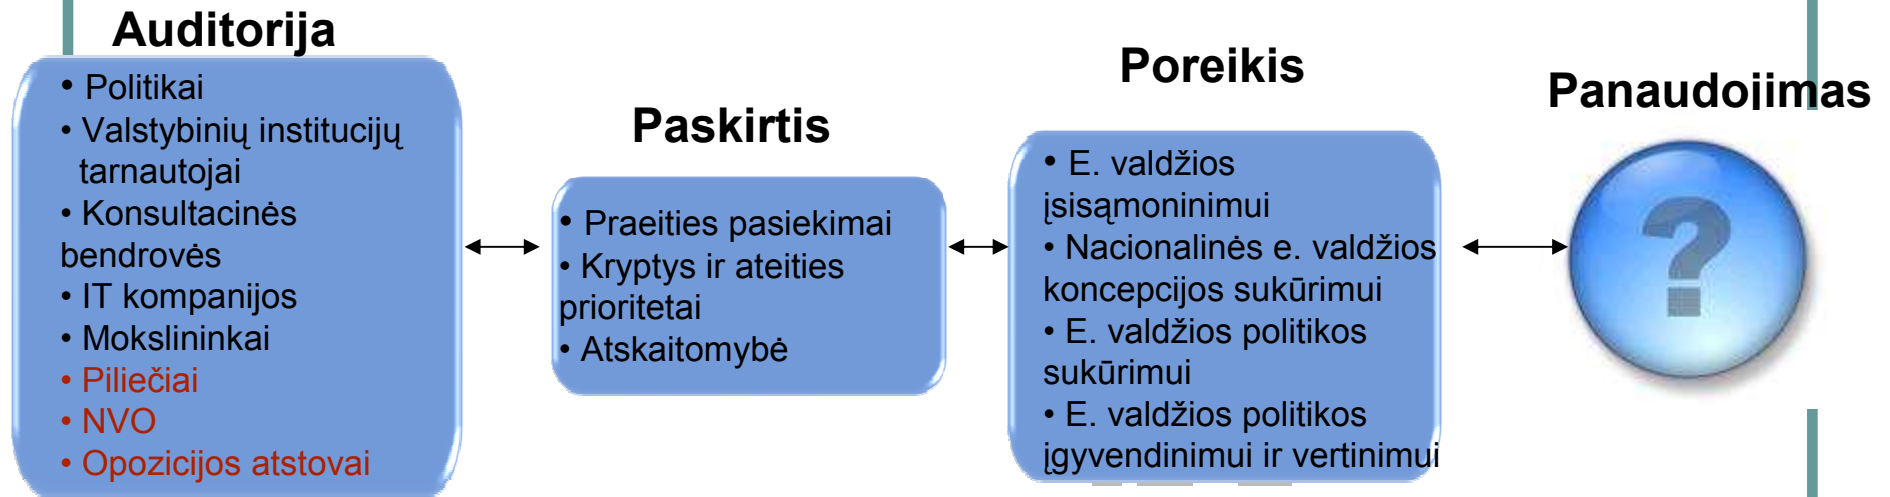 Auditorija
• Politikai
• Valstybinių institucijų
tarnautojai
• Konsultacinės
bendrovės
• IT kompanijos
• Mokslininkai
• Piliečiai
• NVO
• Opozicijos atstovai
Paskirtis
• Praeities pasiekimai
• Kryptys ir ateities
prioritetai
• Atskaitomybė
Poreikis
• E. valdžios
įsisąmoninimui
• Nacionalinės e. valdžios
koncepcijos sukūrimui
• E. valdžios politikos
sukūrimui
• E. valdžios politikos
įgyvendinimui ir vertinimui
Panaudojimas
?